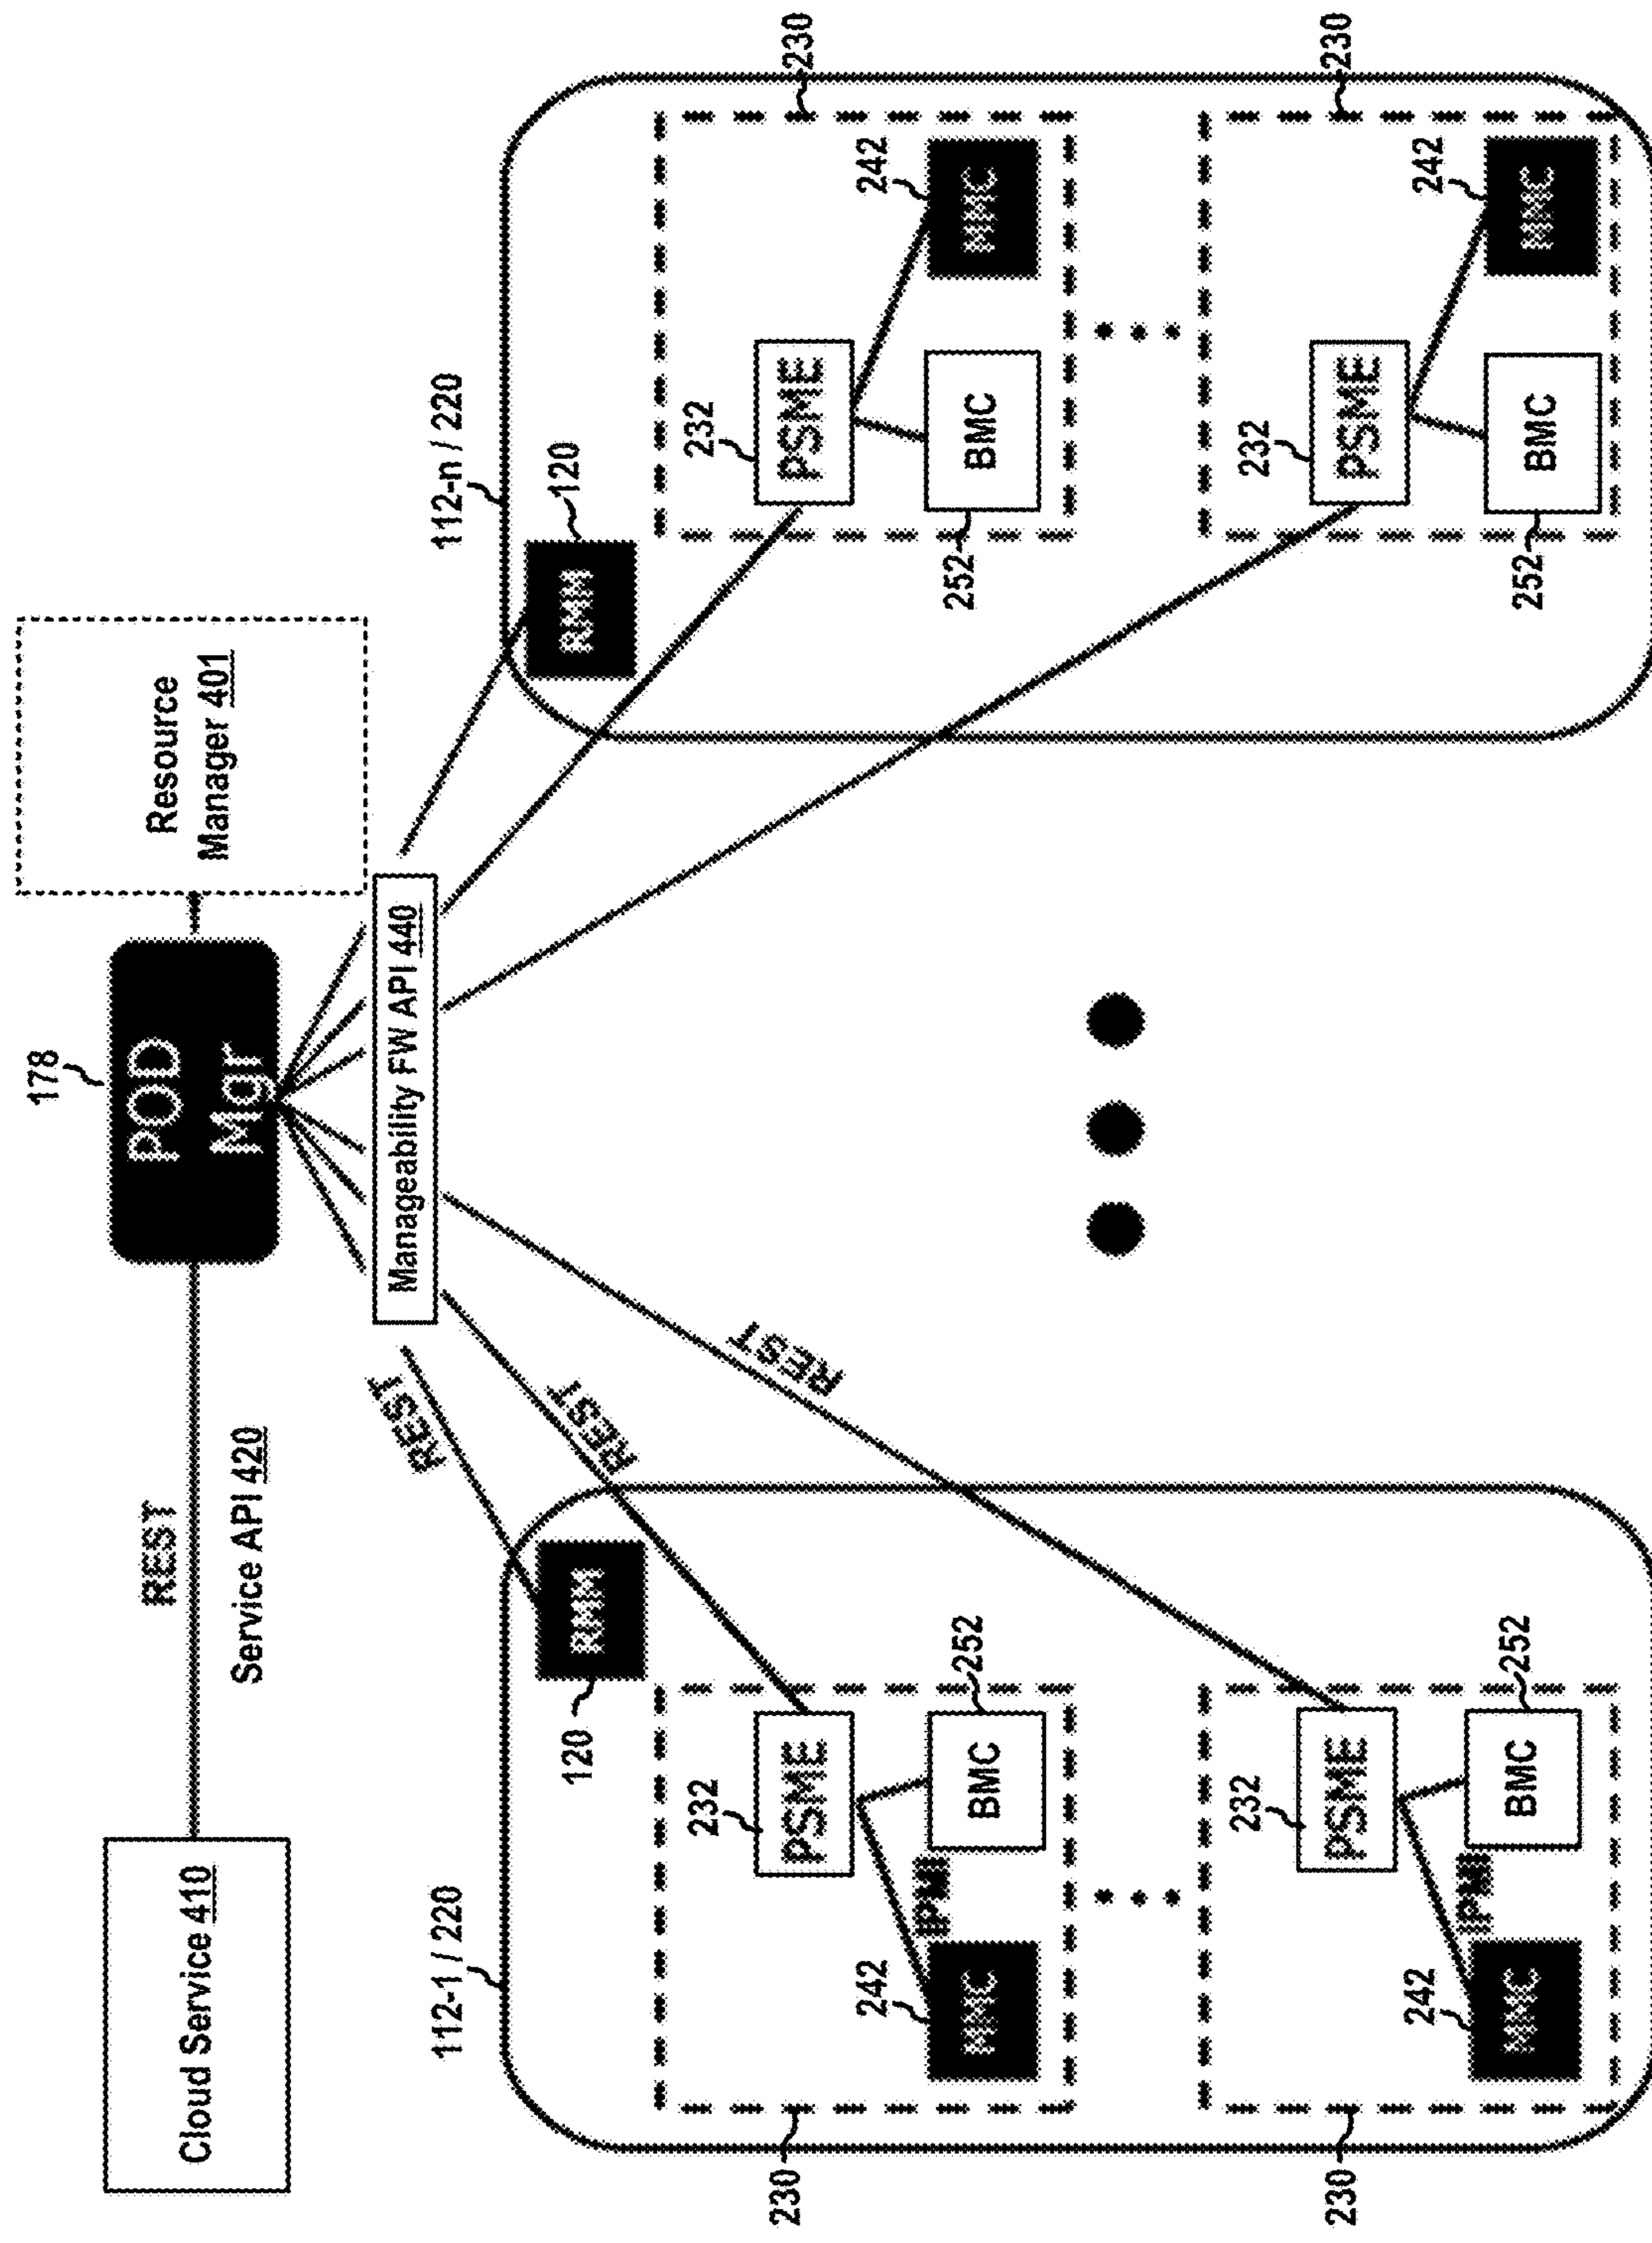 178
Cloud Service 410
REST
Service API 420
POD
Mgr
Resource
Manager 401
Manageability FW API 440
REST
REST
REST
112-1 / 220
RMM
120
232
PSME
242
MMC
IPMI
BMC
252
230
232
PSME
242
MMC
IPMI
BMC
252
230
112-n / 220
RMM
120
232
PSME
242
MMC
BMC
252
230
232
PSME
242
MMC
BMC
252
230